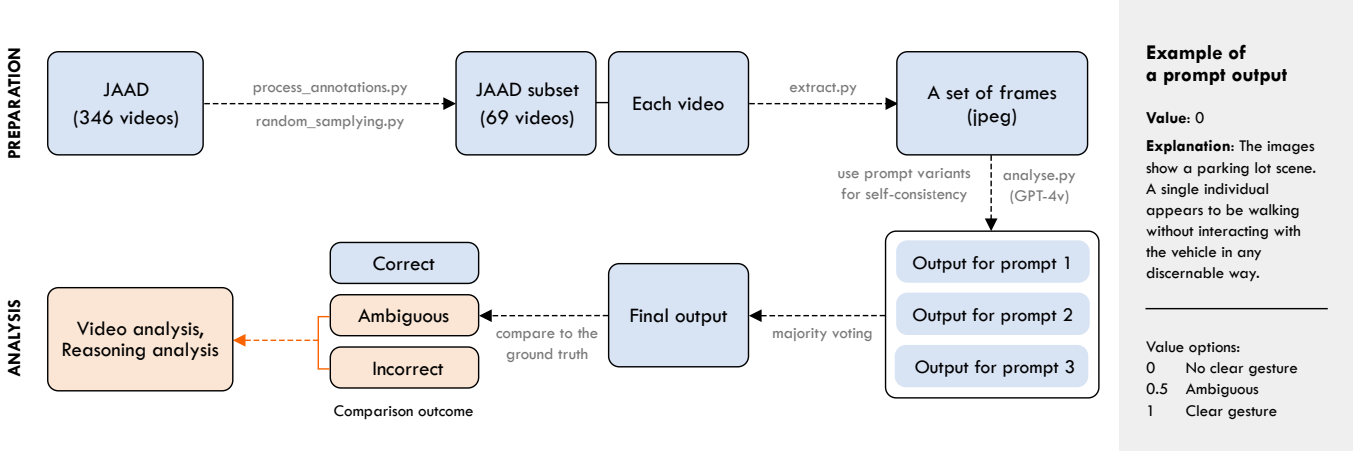 PREPARATION
JAAD
(346 videos)
process_annotations.py
random_samplying.py
JAAD subset
(69 videos)
Each video
extract.py
A set of frames
(jpeg)
use prompt variants
for self-consistency
analyse.py
(GPT-4v)
ANALYSIS
Output for prompt 1
Output for prompt 2
Output for prompt 3
majority voting
Final output
compare to the
ground truth
Correct
Ambiguous
Incorrect
Comparison outcome
Video analysis,
Reasoning analysis
Example of
a prompt output
Value: 0
Explanation: The images
show a parking lot scene.
A single individual
appears to be walking
without interacting with
the vehicle in any
discernable way.
Value options:
0 No clear gesture
0.5 Ambiguous
1 Clear gesture